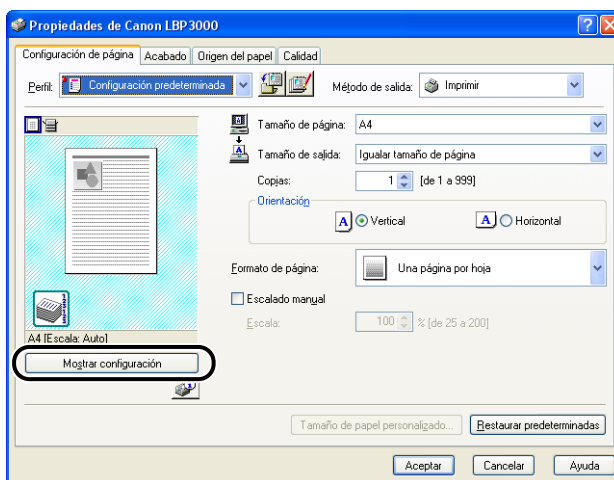 Propiedades de Canon LBP3000
Configuración de página Acabado Origen del papel Calidad
Perfil: Configuración predeterminada Método de salida: Imprimir
Tamaño de página: A4
Tamaño de salida: Igualar tamaño de página
Copias: 1 [de 1 a 999]
Orientación
A Vertical A Horizontal
Formato de página: Una página por hoja
Escalado manual
Escala: 100 % [de 25 a 200]
A4 [Escala: Auto]
Mostrar configuración
Tamaño de papel personalizado... Restaurar predeterminadas
Aceptar Cancelar Ayuda